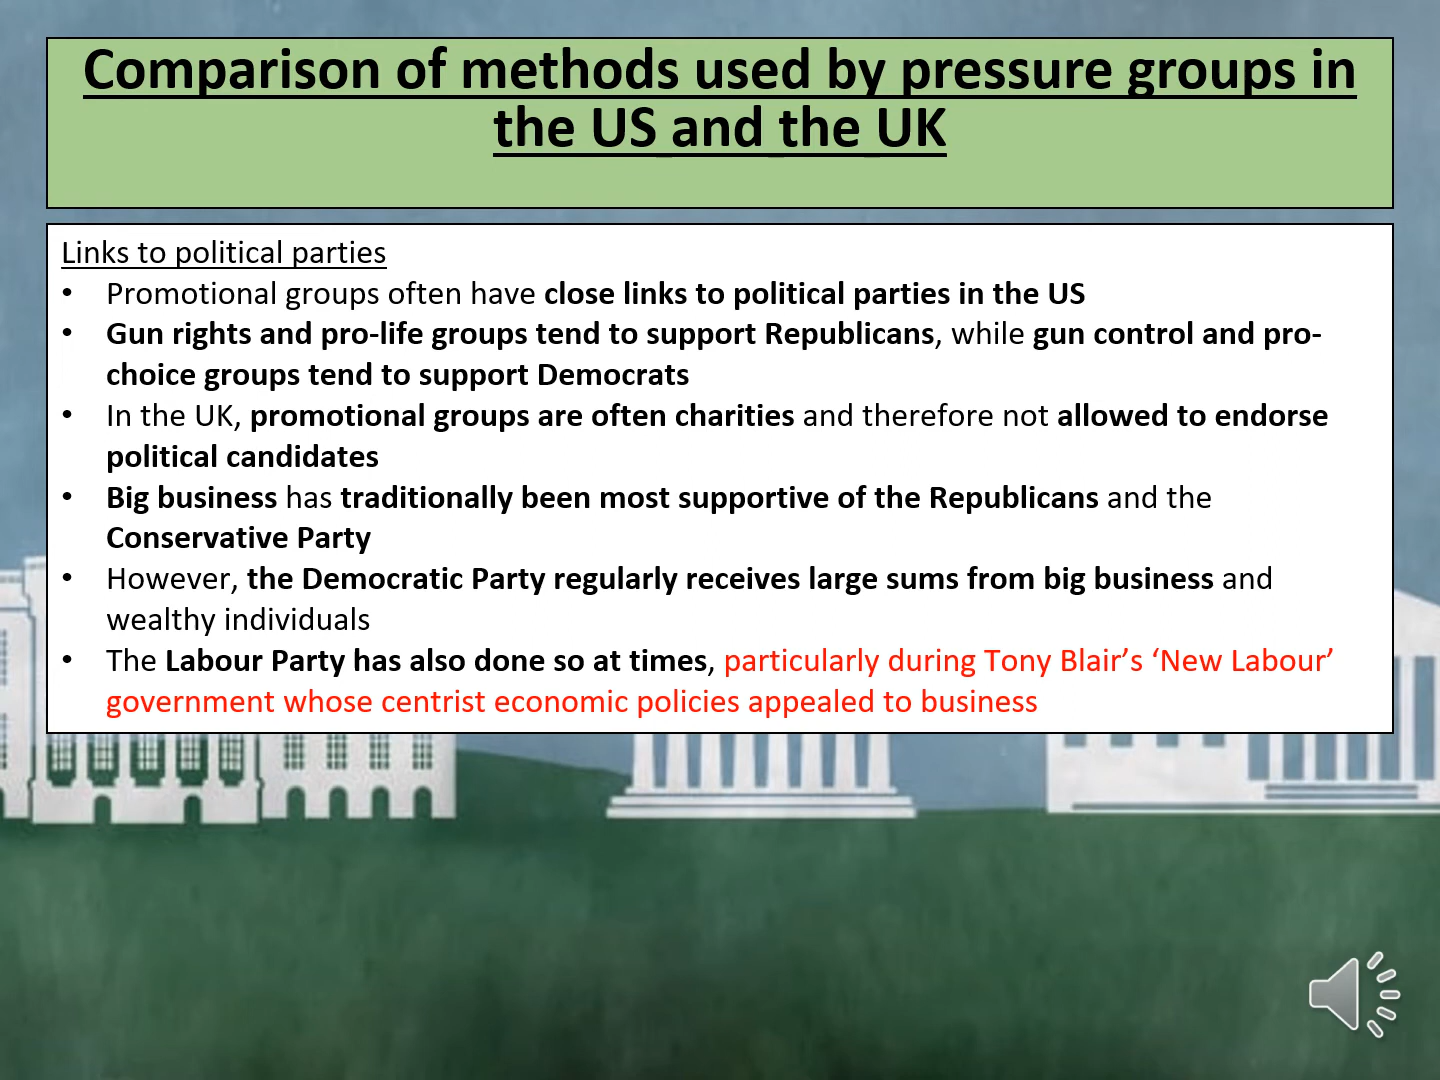 Comparison of methods used by pressure groups in
the US and the UK
Links to political parties
• Promotional groups often have close links to political parties in the US
• Gun rights and pro-life groups tend to support Republicans, while gun control and pro-
choice groups tend to support Democrats
• In the UK, promotional groups are often charities and therefore not allowed to endorse
political candidates
• Big business has traditionally been most supportive of the Republicans and the
Conservative Party
• However, the Democratic Party regularly receives large sums from big business and
wealthy individuals
• The Labour Party has also done so at times, particularly during Tony Blair’s ‘New Labour’
government whose centrist economic policies appealed to business